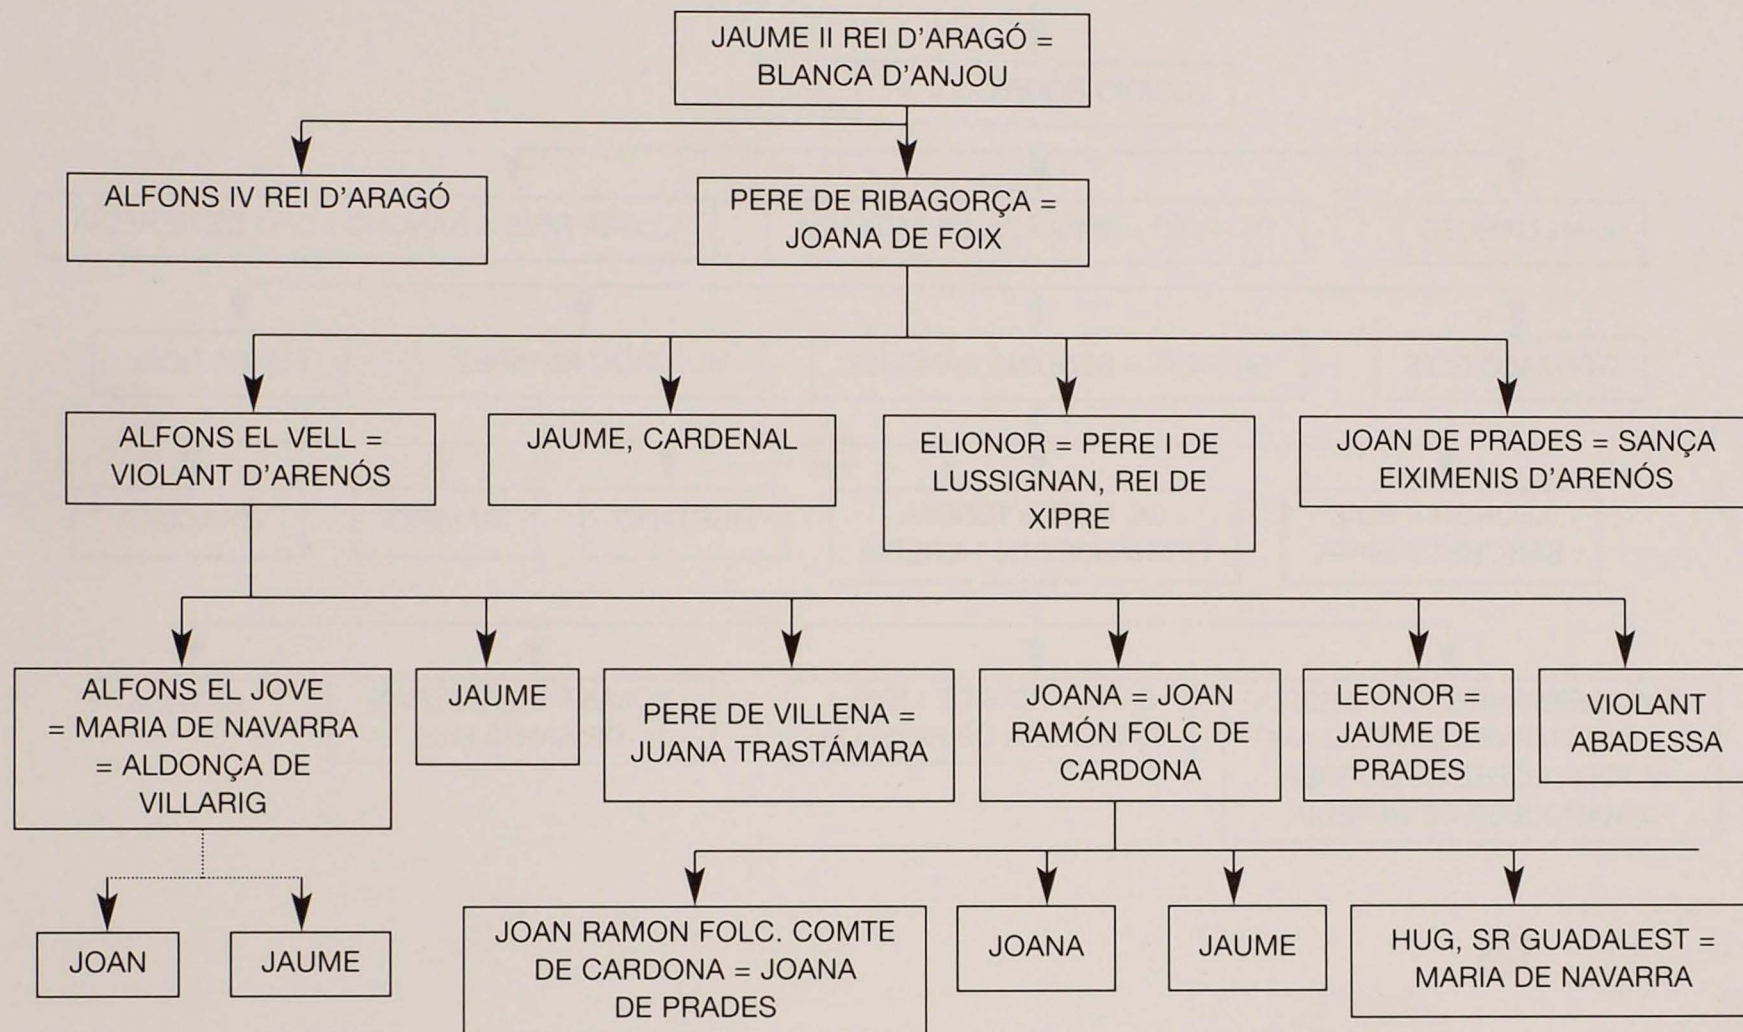 JAUME II REI D'ARAGÓ =
BLANCA D'ANJOU
ALFONS IV REI D'ARAGÓ
PERE DE RIBAGORÇA =
JOANA DE FOIX
ALFONS EL VELL =
VIOLANT D'ARENÓS
JAUME, CARDENAL
ELIONOR = PERE I DE
LUSSIGNAN, REI DE
XIPRE
JOAN DE PRADES = SANÇA
EIXIMENIS D'ARENÓS
ALFONS EL JOVE
= MARIA DE NAVARRA
= ALDONÇA DE
VILLARIG
JAUME
PERE DE VILLENA =
JUANA TRASTÁMARA
JOANA = JOAN
RAMÓN FOLC DE
CARDONA
LEONOR =
JAUME DE
PRADES
VIOLANT
ABADESSA
JOAN
JAUME
JOAN RAMON FOLC. COMTE
DE CARDONA = JOANA
DE PRADES
JOANA
JAUME
HUG, SR GUADALEST =
MARIA DE NAVARRA